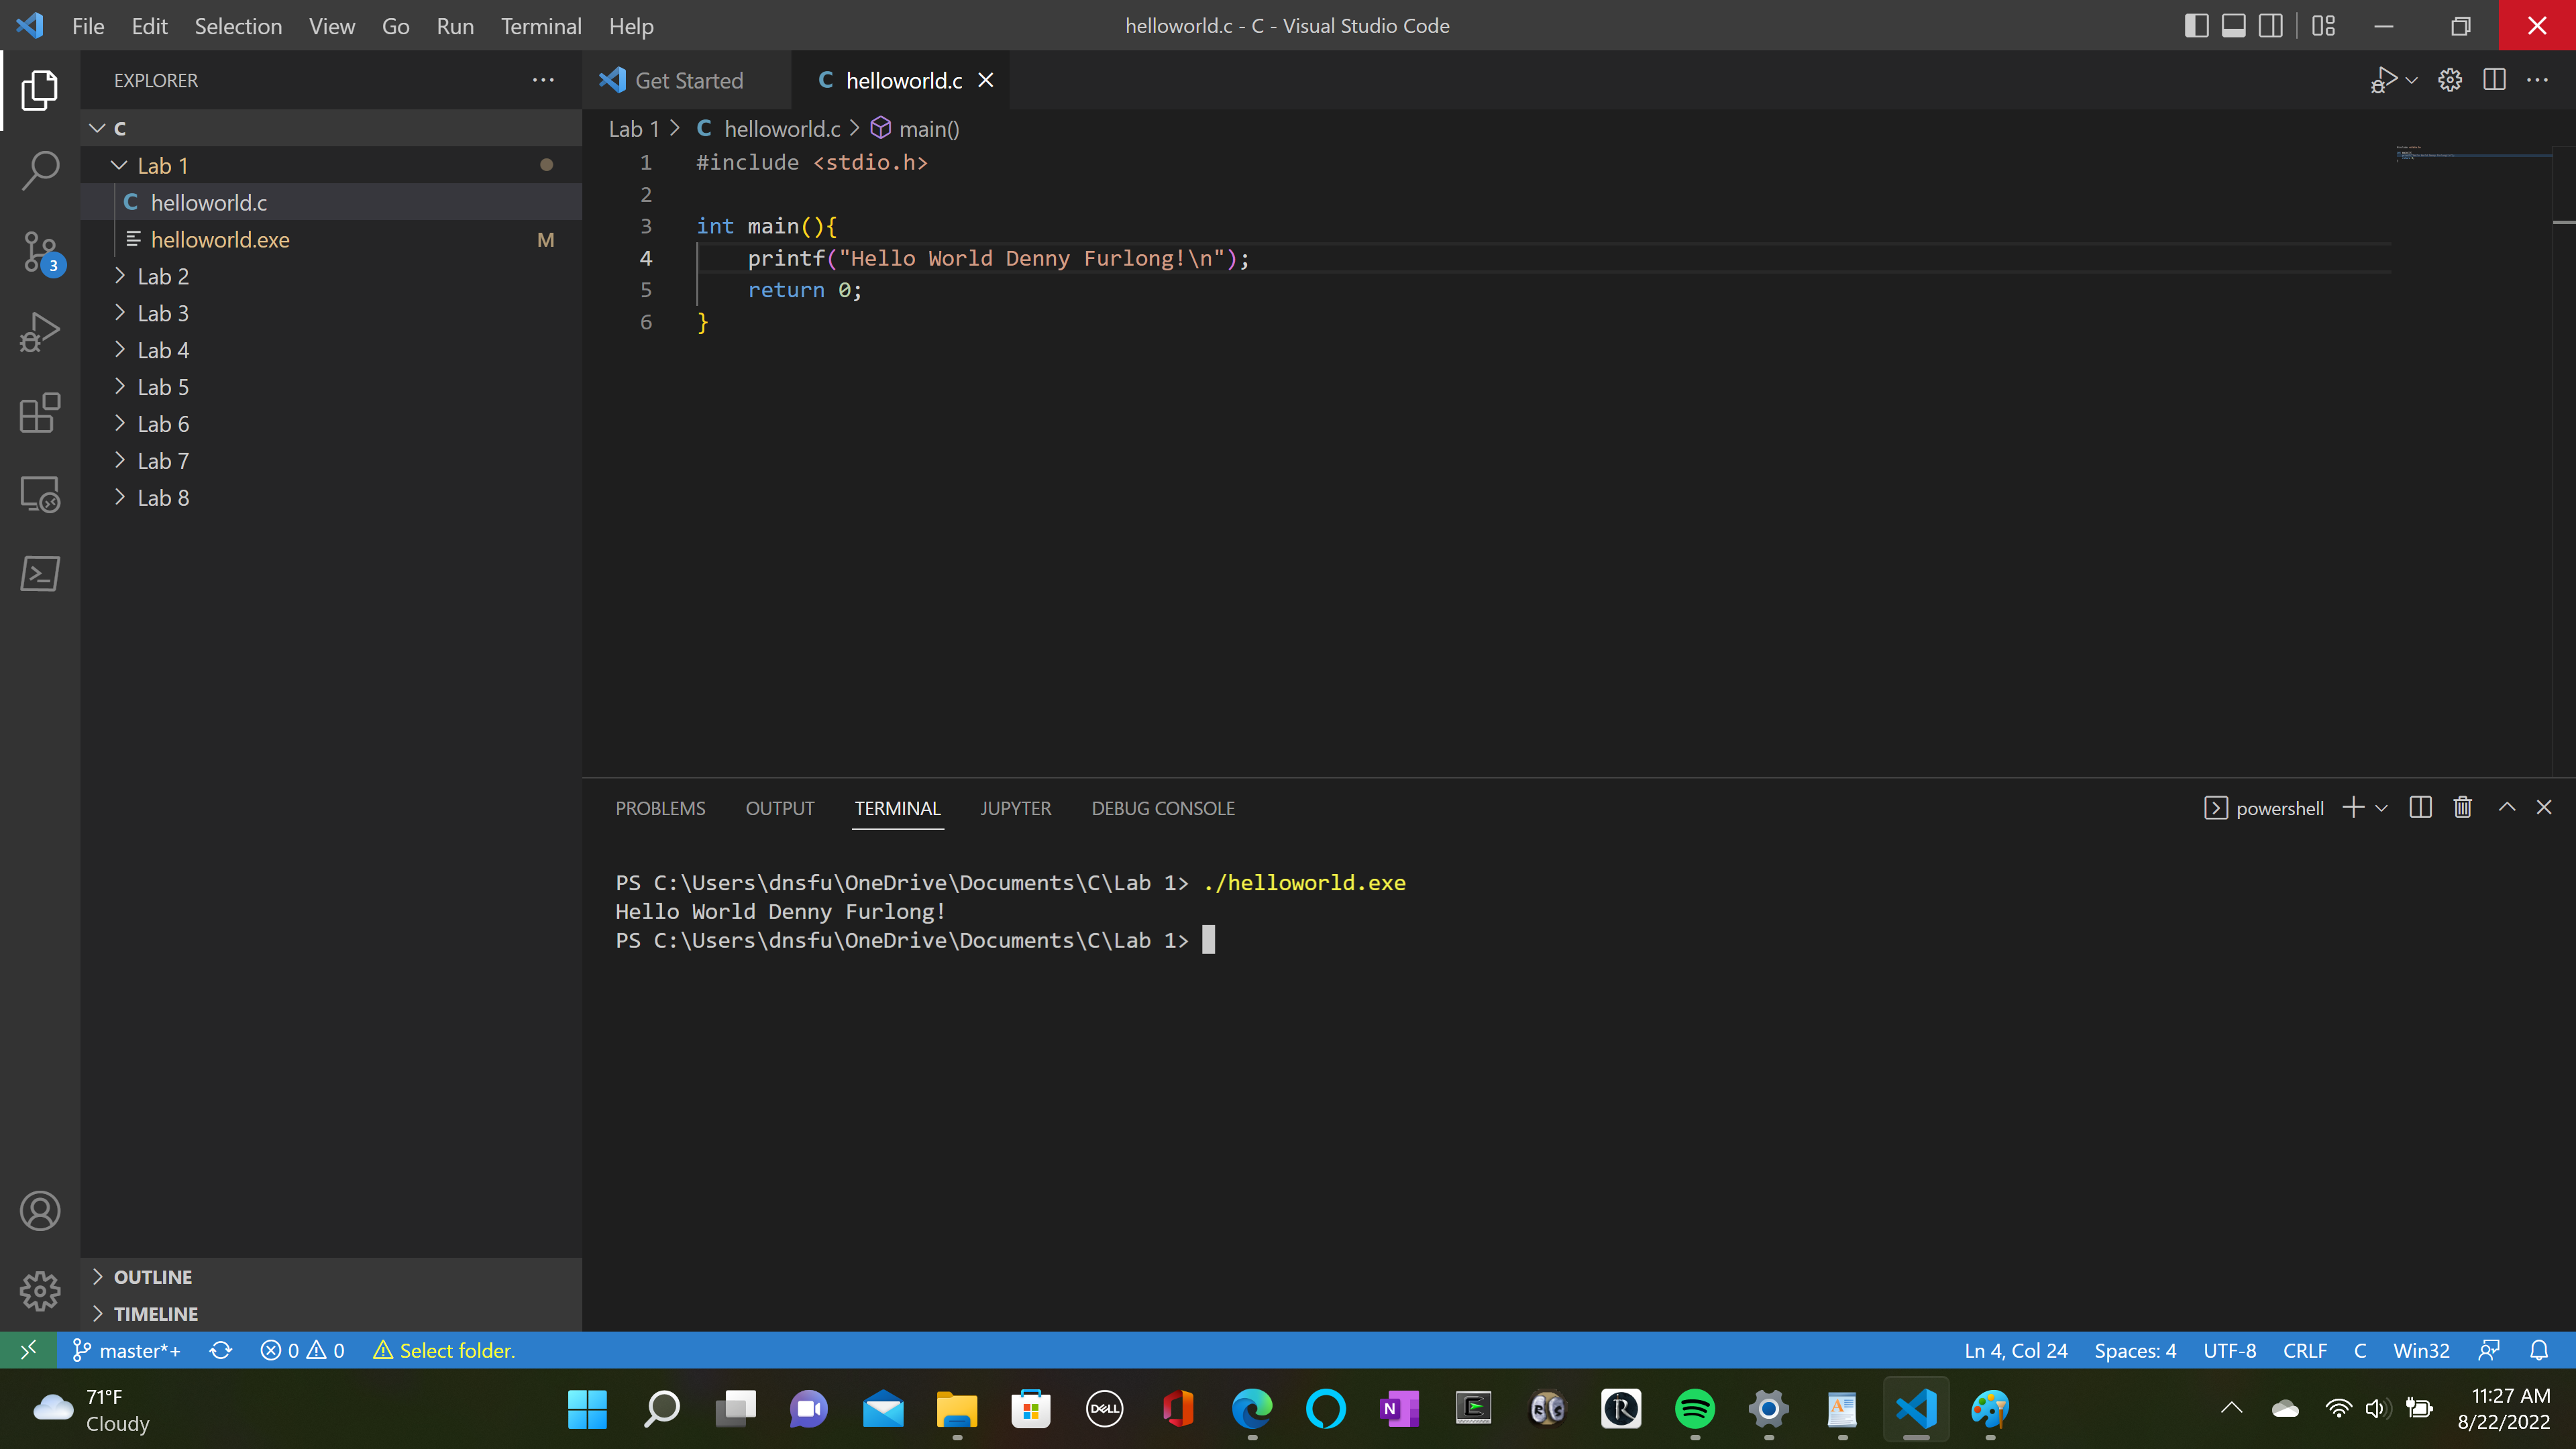 File Edit Selection View Go Run Terminal Help
helloworld.c - C - Visual Studio Code
EXPLORER
C
Lab 1
C helloworld.c
helloworld.exe M
Lab 2
Lab 3
Lab 4
Lab 5
Lab 6
Lab 7
Lab 8
OUTLINE
TIMELINE
3
Get Started
C helloworld.c
Lab 1 > C helloworld.c > main()
1 #include <stdio.h>
2
3 int main(){
4 printf("Hello World Denny Furlong!\n");
5 return 0;
6 }
PROBLEMS OUTPUT TERMINAL JUPYTER DEBUG CONSOLE
powershell
PS C:\Users\dnsfu\OneDrive\Documents\C\Lab 1> ./helloworld.exe
Hello World Denny Furlong!
PS C:\Users\dnsfu\OneDrive\Documents\C\Lab 1>
master*+ 0 0 Select folder.
Ln 4, Col 24 Spaces: 4 UTF-8 CRLF C Win32
71°F
Cloudy
DELL
N
11:27 AM
8/22/2022